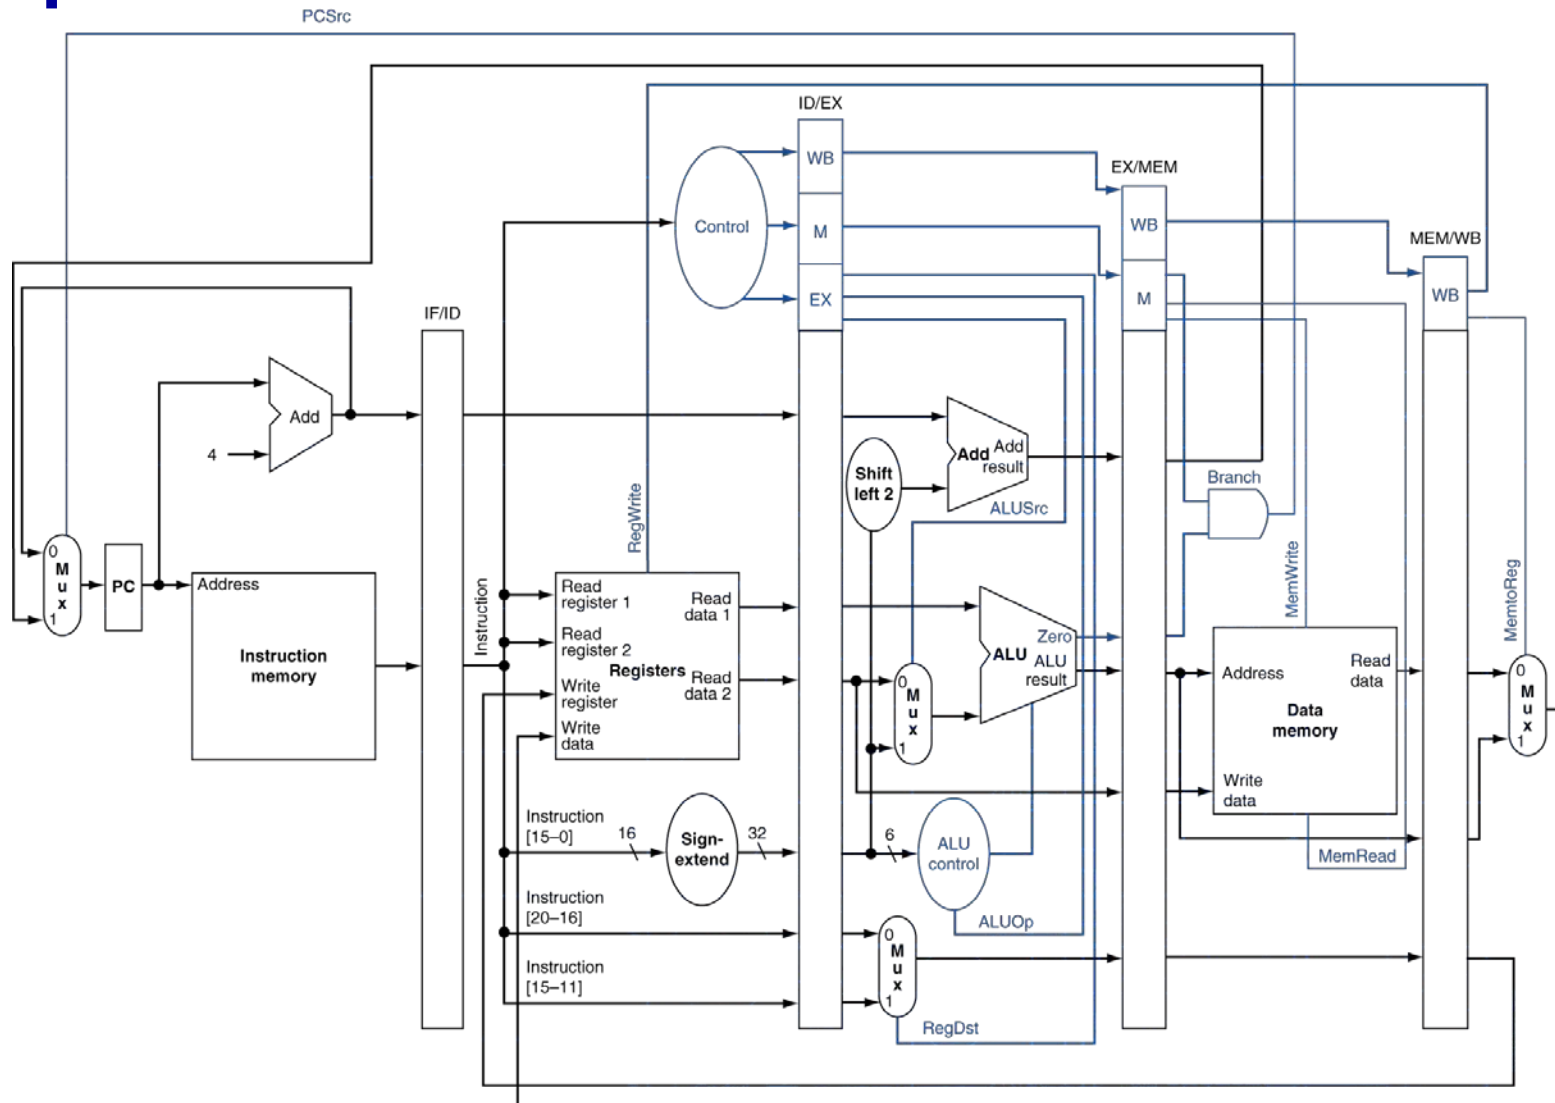 PCSrc
ID/EX
WB
EX/MEM
Control
M
WB
MEM/WB
EX
M
WB
IF/ID
Add
4
Add Add
result
Shift
left 2
ALUSrc
Branch
RegWrite
MemWrite
MemtoReg
0
M
u
x
1
PC
Address
Instruction
memory
Instruction
Read
register 1
Read
register 2
Write
register
Write
data
Registers
Read
data 1
Read
data 2
0
M
u
x
1
Zero
ALU
ALU
result
Address
Read
data
Data
memory
Write
data
0
M
u
x
1
Instruction
[15–0]
16
Sign-
extend
32
6
ALU
control
MemRead
Instruction
[20–16]
ALUOp
Instruction
[15–11]
0
M
u
x
1
RegDst